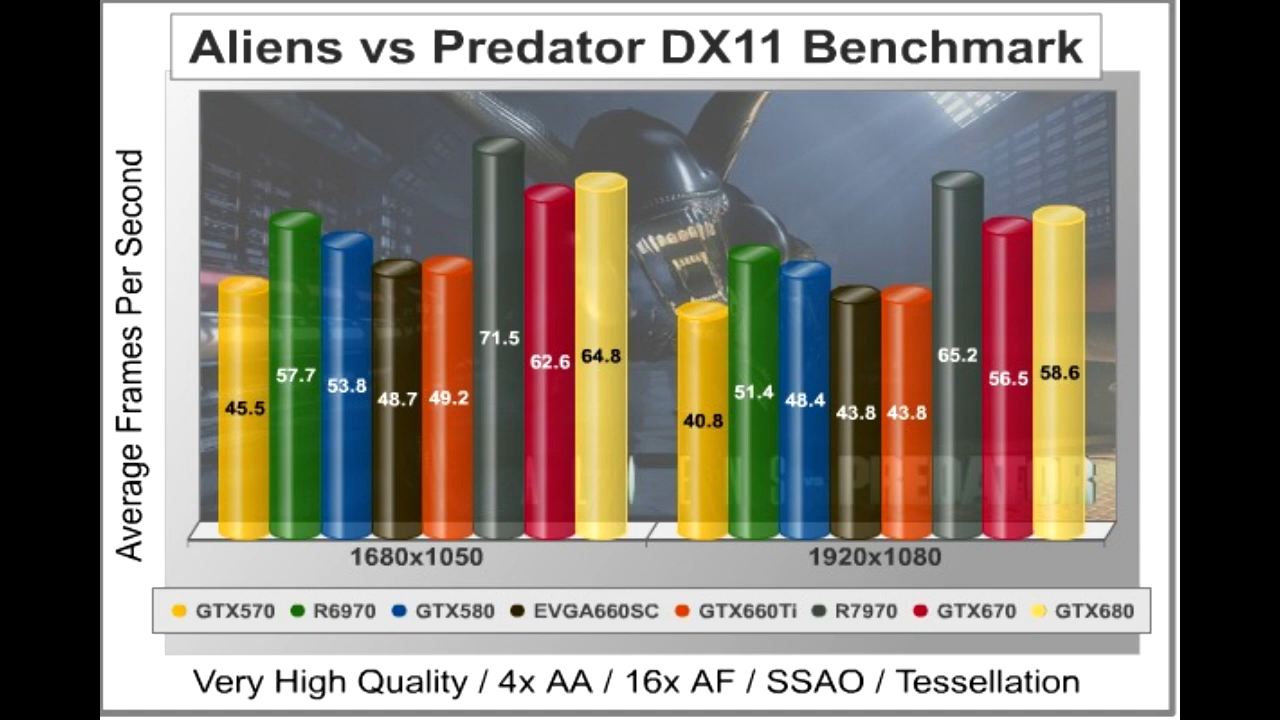 Aliens vs Predator DX11 Benchmark
Average Frames Per Second
45.5
57.7
53.8
48.7
49.2
71.5
62.6
64.8
40.8
51.4
48.4
43.8
43.8
65.2
56.5
58.6
ALIENS vs PREDATOR
1680x1050
1920x1080
GTX570 R6970 GTX580 EVGA660SC GTX660Ti R7970 GTX670 GTX680
Very High Quality / 4x AA / 16x AF / SSAO / Tessellation